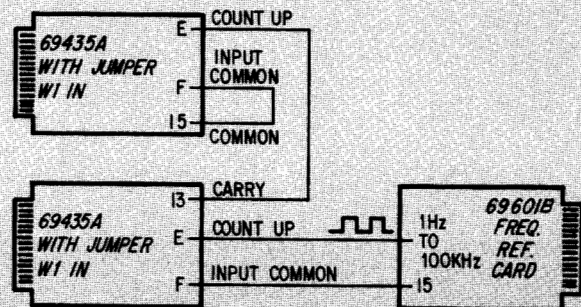 E COUNT UP
69435A
WITH JUMPER
W1 IN
INPUT
COMMON
F
15
COMMON
13 CARRY
69435A
WITH JUMPER
W1 IN
E COUNT UP
F INPUT COMMON
1Hz
TO
100KHz
15
69601B
FREQ.
REF.
CARD